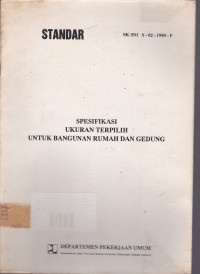 STANDAR
SK SNI S - 02 - 1989 - F
SPESIFIKASI
UKURAN TERPILIH
UNTUK BANGUNAN RUMAH DAN GEDUNG
DEPARTEMEN PEKERJAAN UMUM